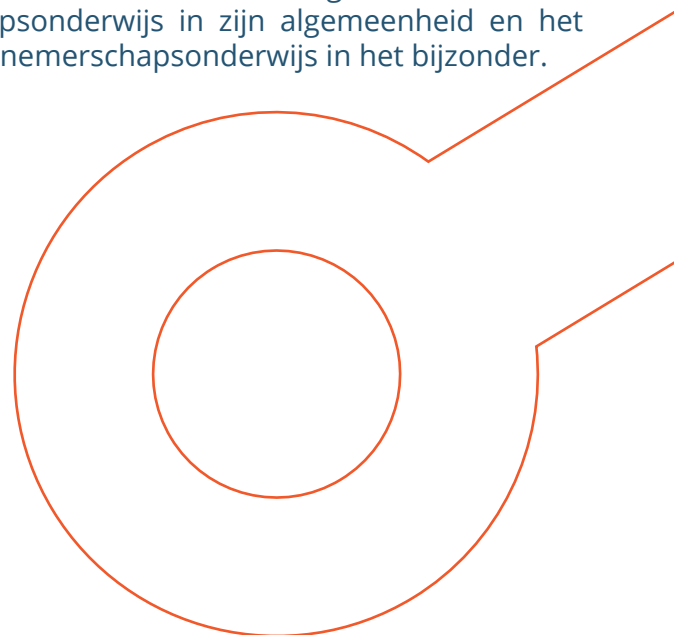 psonderwijs in zijn algemeenheid en het
nemerschapsonderwijs in het bijzonder.